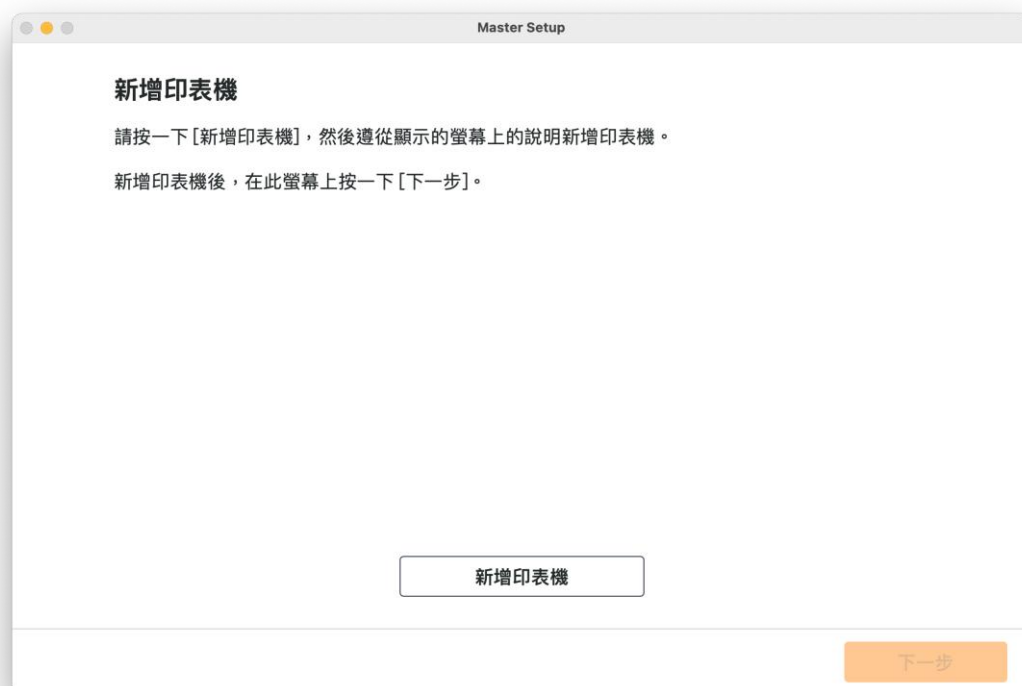 Master Setup
新增印表機
請按一下[新增印表機]，然後遵從顯示的螢幕上的說明新增印表機。
新增印表機後，在此螢幕上按一下[下一步]。
新增印表機
下一步